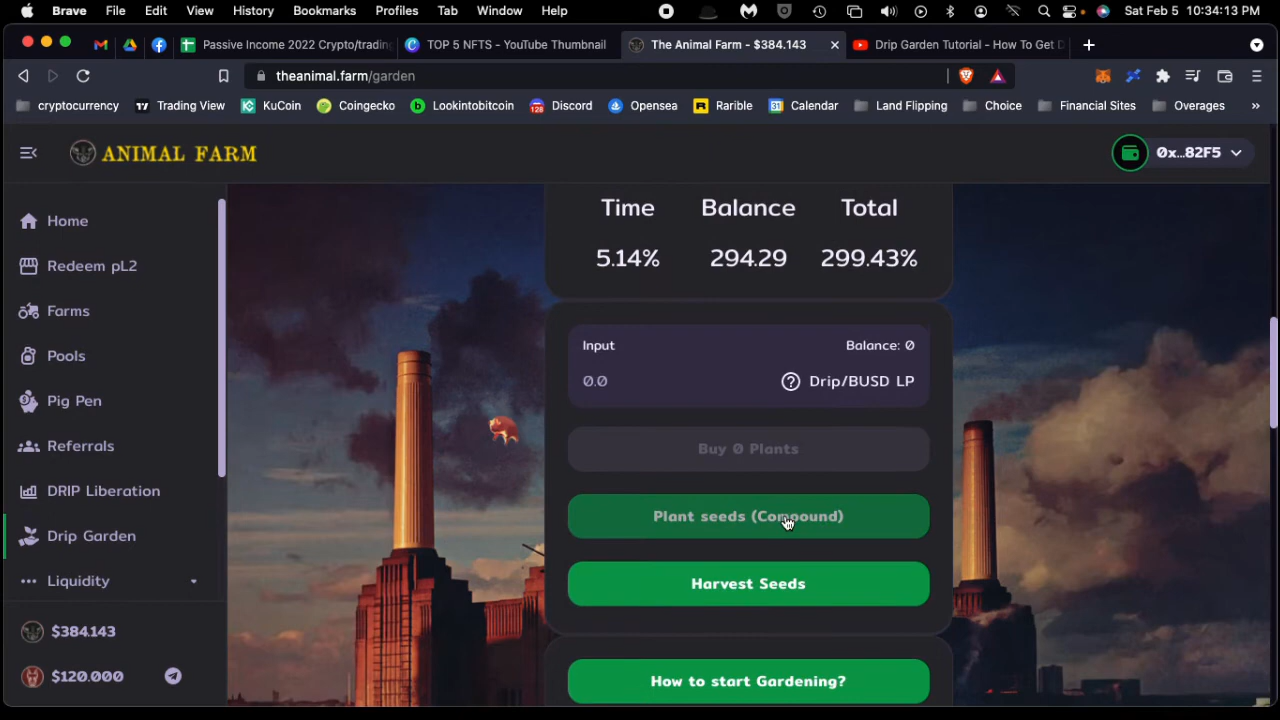 Brave File Edit View History Bookmarks Profiles Tab Window Help Sat Feb 5 10:34:13 PM
Passive Income 2022 Crypto/trading
TOP 5 NFTS - YouTube Thumbnail
The Animal Farm - $384.143
Drip Garden Tutorial - How To Get D
theanimal.farm/garden
cryptocurrency Trading View KuCoin Coingecko Lookintobitcoin Discord Opensea Rarible Calendar Land Flipping Choice Financial Sites Overages »
128
31
ANIMAL FARM
0x...82F5
Home
Redeem pL2
Farms
Pools
Pig Pen
Referrals
DRIP Liberation
Drip Garden
Liquidity
$384.143
$120.000
Time Balance Total
5.14% 294.29 299.43%
Input Balance: 0
0.0 Drip/BUSD LP
Buy 0 Plants
Plant seeds (Compound)
Harvest Seeds
How to start Gardening?